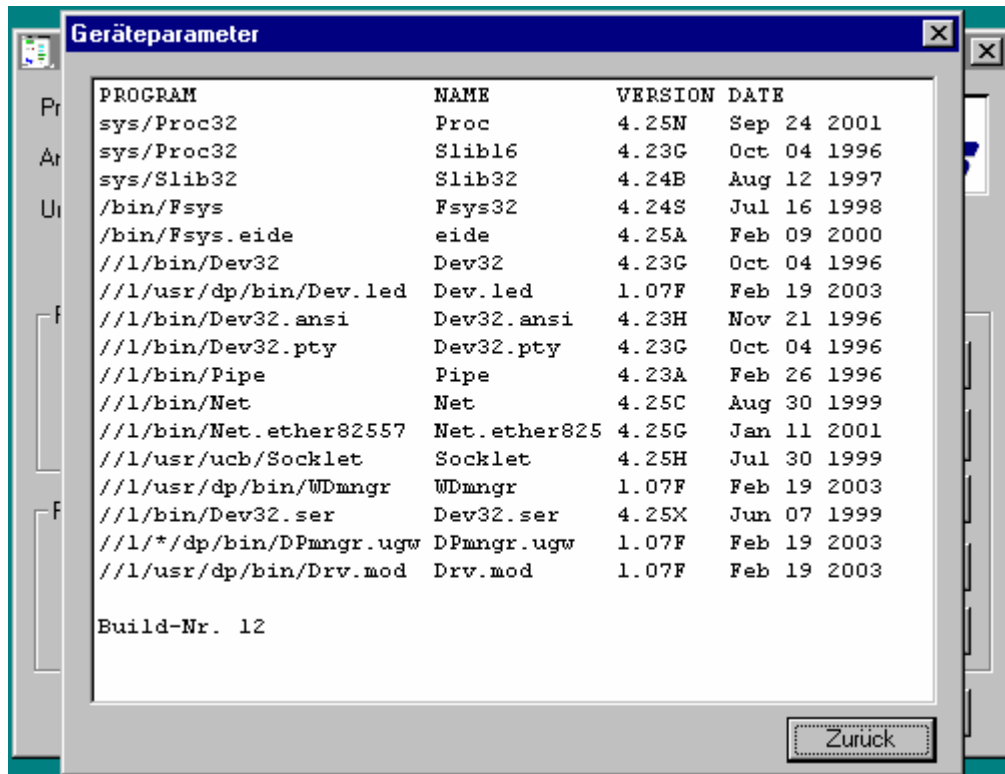 Geräteparameter
PROGRAM NAME VERSION DATE
sys/Proc32 Proc 4.25N Sep 24 2001
sys/Proc32 Slib16 4.23G Oct 04 1996
sys/Slib32 Slib32 4.24B Aug 12 1997
/bin/Fsys Fsys32 4.24S Jul 16 1998
/bin/Fsys.eide eide 4.25A Feb 09 2000
//1/bin/Dev32 Dev32 4.23G Oct 04 1996
//1/usr/dp/bin/Dev.led Dev.led 1.07F Feb 19 2003
//1/bin/Dev32.ansi Dev32.ansi 4.23H Nov 21 1996
//1/bin/Dev32.pty Dev32.pty 4.23G Oct 04 1996
//1/bin/Pipe Pipe 4.23A Feb 26 1996
//1/bin/Net Net 4.25C Aug 30 1999
//1/bin/Net.ether82557 Net.ether825 4.25G Jan 11 2001
//1/usr/ucb/Socklet Socklet 4.25H Jul 30 1999
//1/usr/dp/bin/WDmngr WDmngr 1.07F Feb 19 2003
//1/bin/Dev32.ser Dev32.ser 4.25X Jun 07 1999
//1/*/dp/bin/DPmngr.ugw DPmngr.ugw 1.07F Feb 19 2003
//1/usr/dp/bin/Drv.mod Drv.mod 1.07F Feb 19 2003
Build-Nr. 12
Zurück